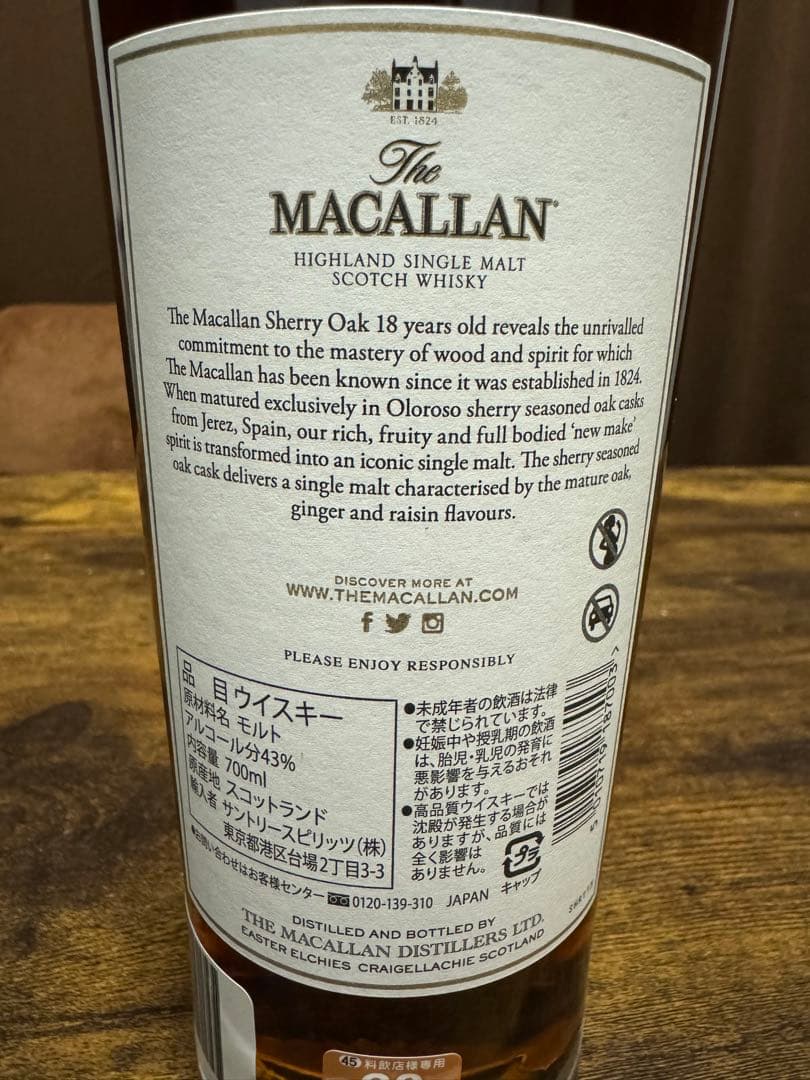 EST. 1824
The
MACALLAN
HIGHLAND SINGLE MALT
SCOTCH WHISKY
The Macallan Sherry Oak 18 years old reveals the unrivalled
commitment to the mastery of wood and spirit for which
The Macallan has been known since it was established in 1824.
When matured exclusively in Oloroso sherry seasoned oak casks
from Jerez, Spain, our rich, fruity and full bodied ‘new make’
spirit is transformed into an iconic single malt. The sherry seasoned
oak cask delivers a single malt characterised by the mature oak,
ginger and raisin flavours.
DISCOVER MORE AT
WWW.THEMACALLAN.COM
PLEASE ENJOY RESPONSIBLY
品 目 ウイスキー
原材料名 モルト
アルコール分43%
内容量 700ml
原産地 スコットランド
輸入者 サントリースピリッツ(株)
東京都港区台場2丁目3-3
●お問い合わせはお客様センター 0120-139-310 JAPAN
●未成年者の飲酒は法律
で禁じられています。
●妊娠中や授乳期の飲酒
は、胎児・乳児の発育に
悪影響を与えるおそれ
があります。
●高品質ウイスキーでは
沈殿が発生する場合が
ありますが、品質には
全く影響は
ありません。
プラ
キャップ
DISTILLED AND BOTTLED BY
THE MACALLAN DISTILLERS LTD.
EASTER ELCHIES CRAIGELLACHIE SCOTLAND
45 料飲店様専用